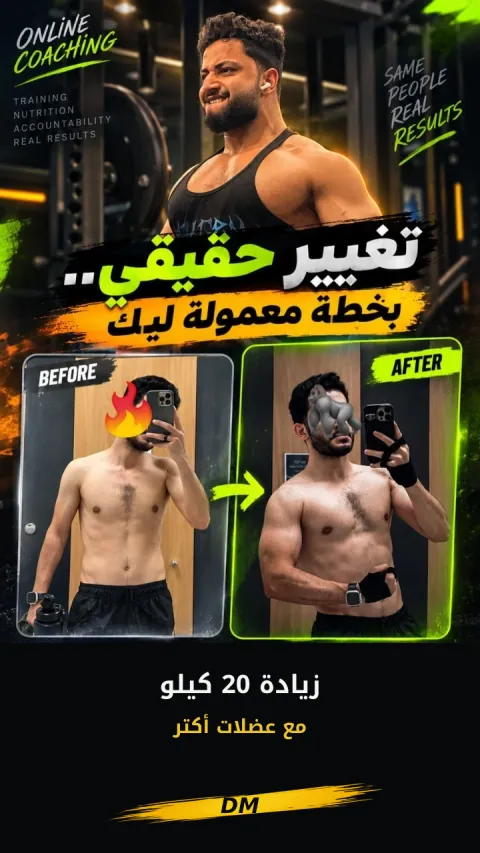 ONLINE
COACHING
TRAINING
NUTRITION
ACCOUNTABILITY
REAL RESULTS
SAME
PEOPLE
REAL
RESULTS
تغيير حقيقي..
بخطة معمولة ليك
BEFORE
AFTER
زيادة 20 كيلو
مع عضلات أكتر
DM